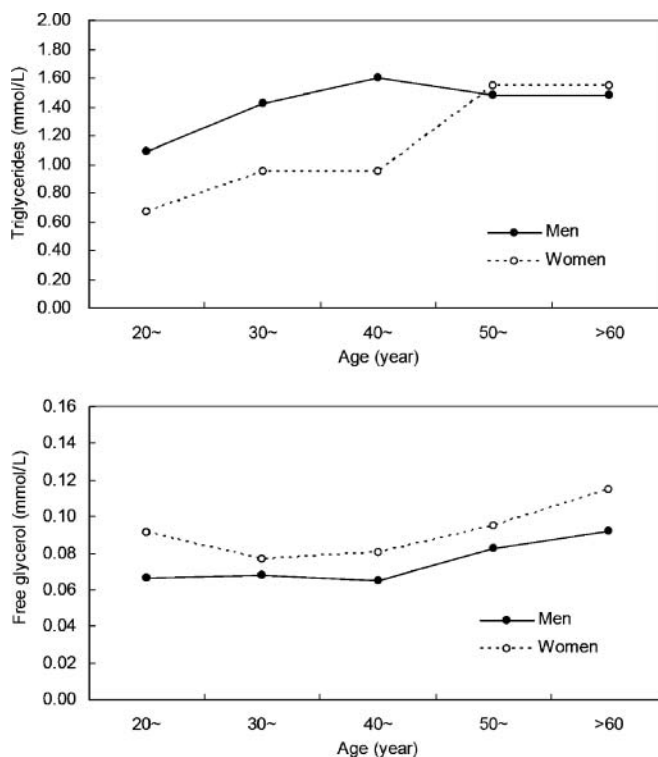 2.00
1.80
1.60
1.40
1.20
1.00
0.80
0.60
0.40
0.20
0.00
Triglycerides (mmol/L)
Men
Women
20~ 30~ 40~ 50~ >60
Age (year)
0.16
0.14
0.12
0.10
0.08
0.06
0.04
0.02
0.00
Free glycerol (mmol/L)
Men
Women
20~ 30~ 40~ 50~ >60
Age (year)